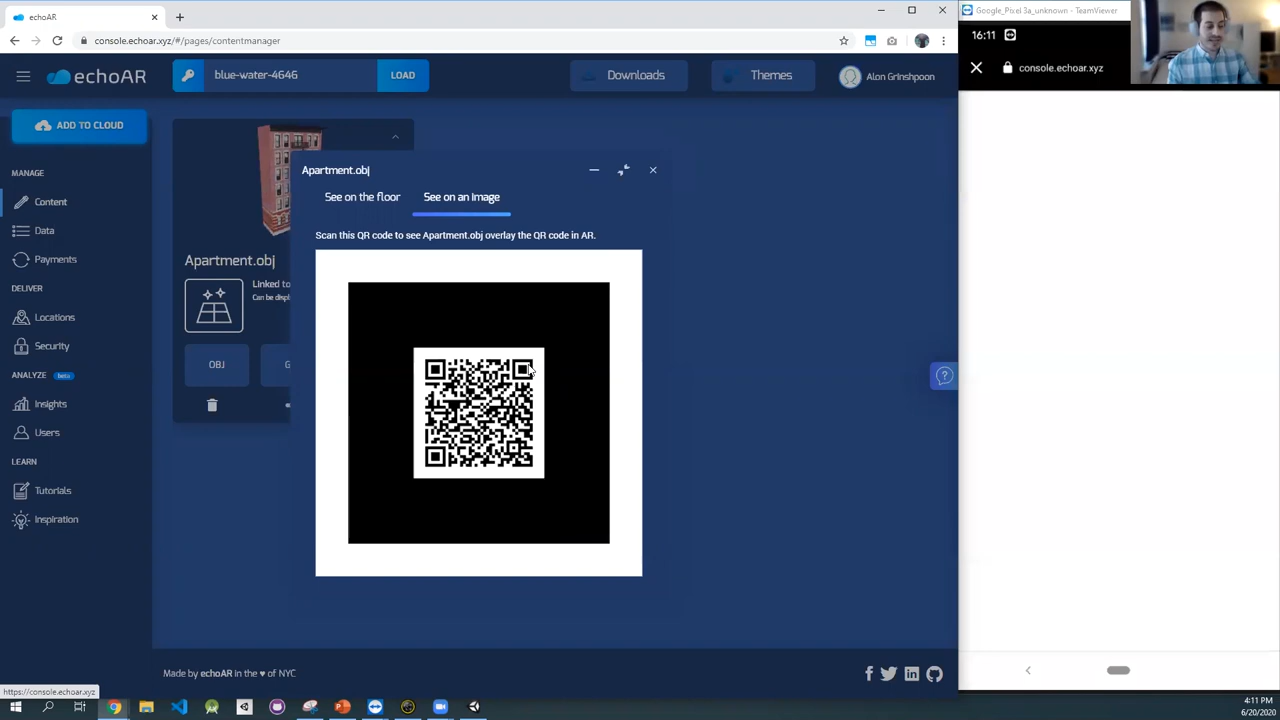 echoAR
console.echoar.xyz/#/pages/contentmanager
echoAR
blue-water-4646
LOAD
Downloads
Themes
Alon Grinshpoon
ADD TO CLOUD
MANAGE
Content
Data
Payments
DELIVER
Locations
Security
ANALYZE beta
Insights
Users
LEARN
Tutorials
Inspiration
Apartment.obj
Linked to
Can be displ
OBJ
G
Apartment.obj
See on the floor
See on an Image
Scan this QR code to see Apartment.obj overlay the QR code in AR.
Made by echoAR in the ♥ of NYC
https://console.echoar.xyz
Google_Pixel 3a_unknown - TeamViewer
16:11
console.echoar.xyz
4:11 PM
6/20/2020